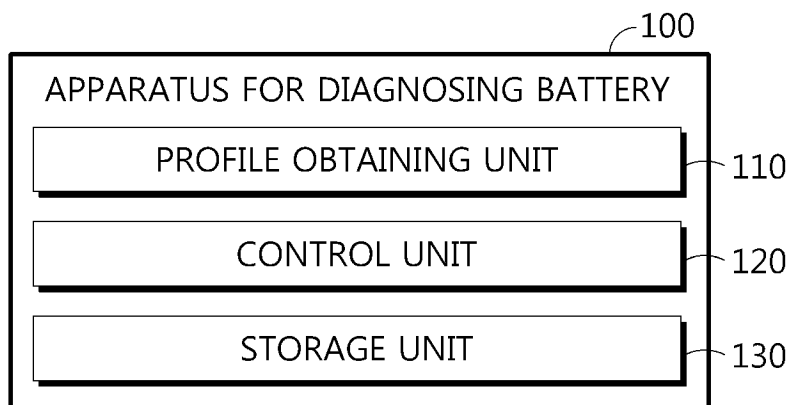 100
APPARATUS FOR DIAGNOSING BATTERY
PROFILE OBTAINING UNIT
110
CONTROL UNIT
120
STORAGE UNIT
130